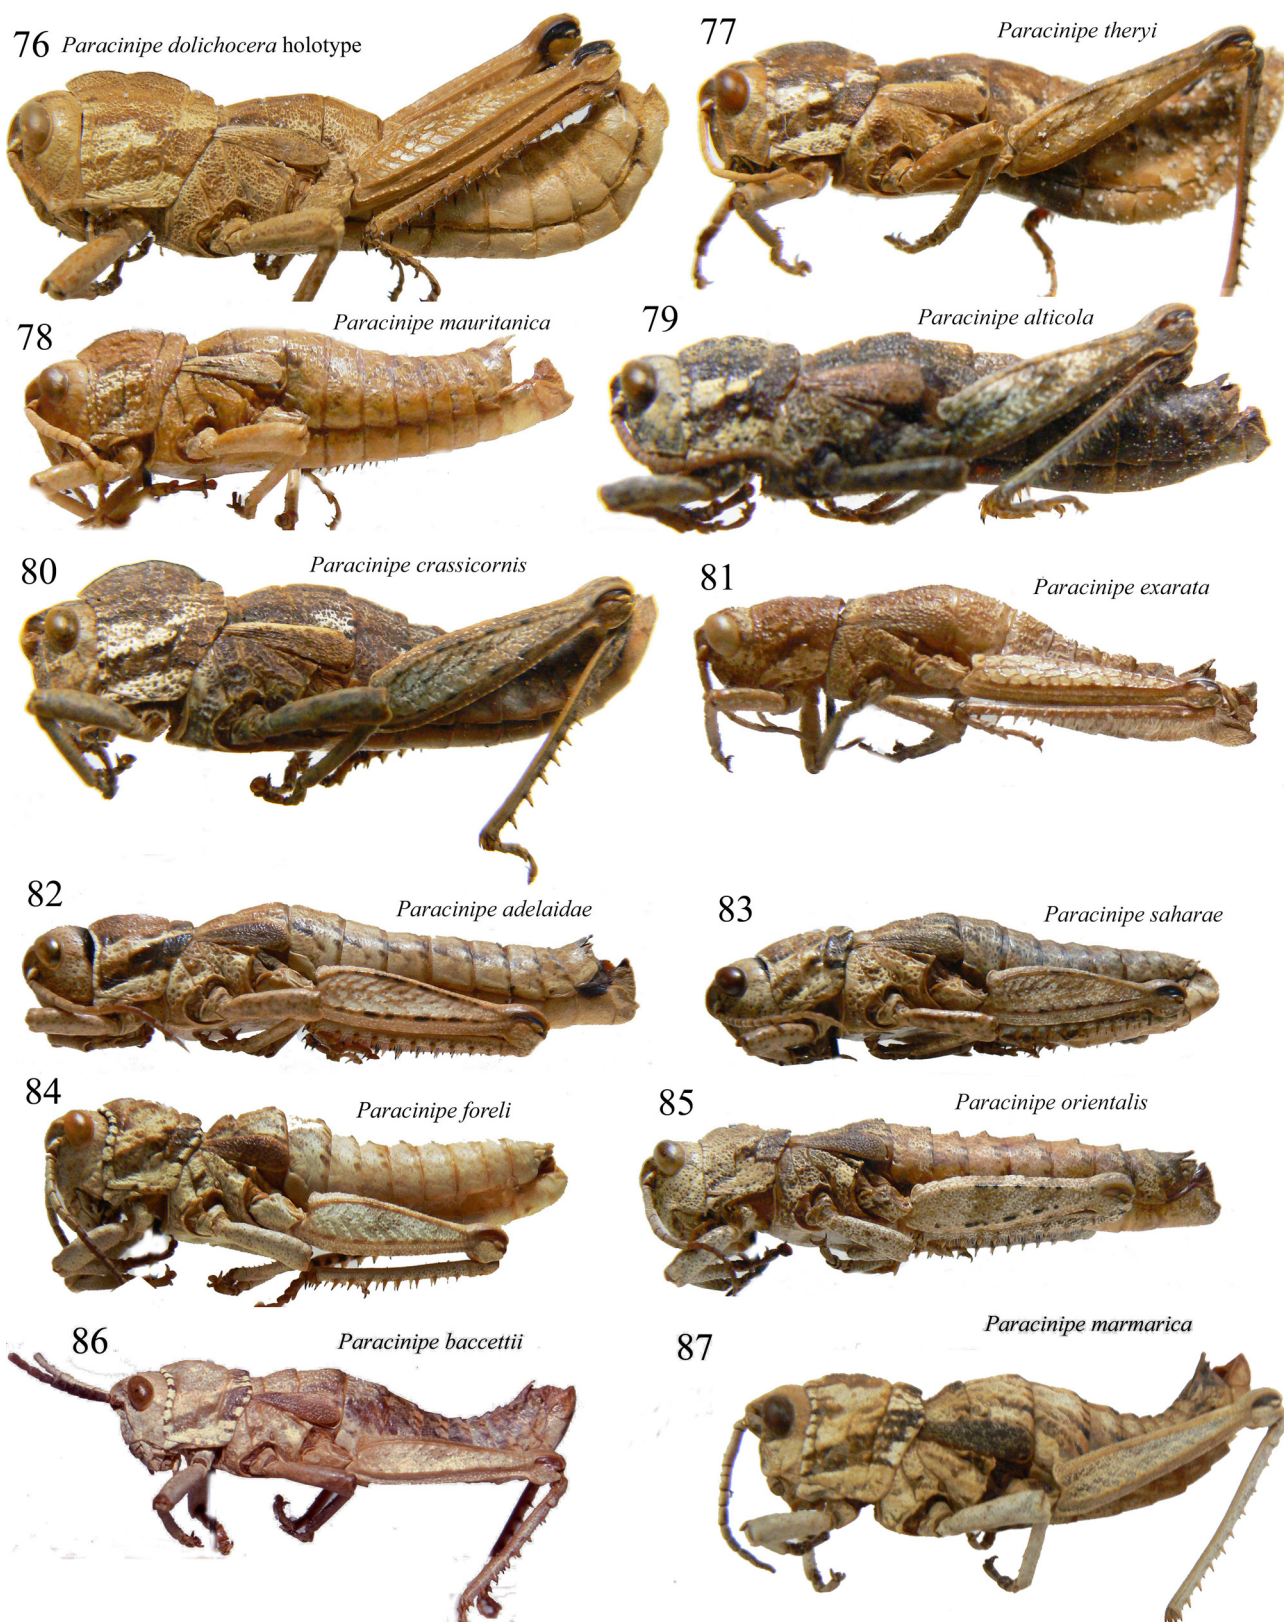 76 Paracinipe dolichocera holotype
77 Paracinipe theryi
78 Paracinipe mauritanica
79 Paracinipe alticola
80 Paracinipe crassicornis
81 Paracinipe exarata
82 Paracinipe adelaidae
83 Paracinipe saharae
84 Paracinipe foreli
85 Paracinipe orientalis
86 Paracinipe baccettii
87 Paracinipe marmarica